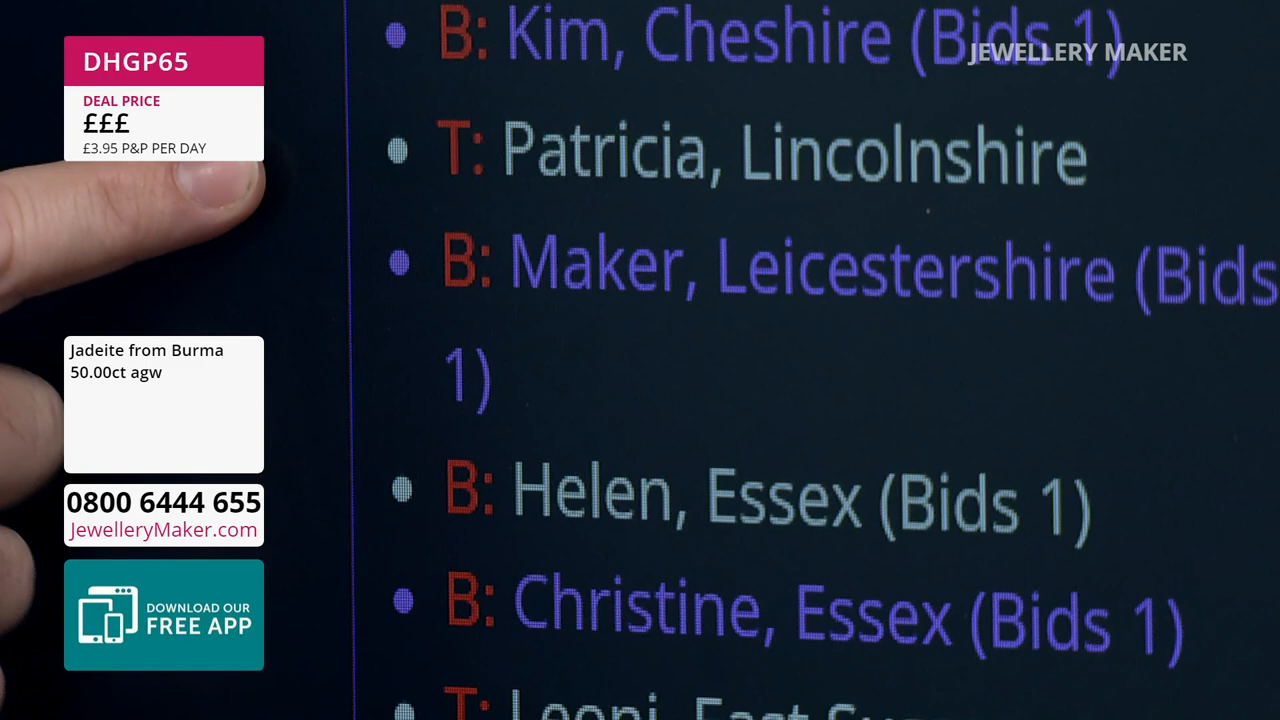 DHGP65
DEAL PRICE
£££
£3.95 P&P PER DAY
Jadeite from Burma
50.00ct agw
0800 6444 655
JewelleryMaker.com
DOWNLOAD OUR
FREE APP
JEWELLERY MAKER
B: Kim, Cheshire (Bids 1)
T: Patricia, Lincolnshire
B: Maker, Leicestershire (Bids
1)
B: Helen, Essex (Bids 1)
B: Christine, Essex (Bids 1)
T: Leoni, East